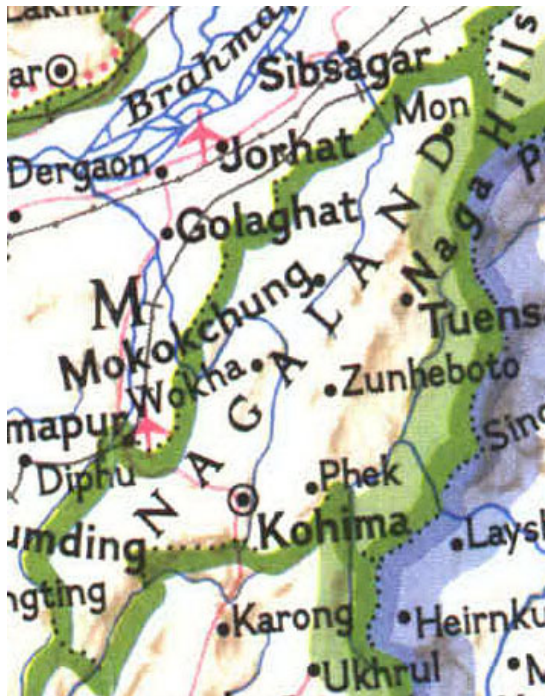 Brahma
Sibsagar
Mon
Jorhat
Dergaon
Golaghat
Naga Hills
M
NAGALAND
Mokokchung
Tuens
Wokha
Zunheboto
mapur
Diphu
Sinc
Phek
Kohima
umding
Laysh
ngting
Karong
Heirnku
Ukhrul
M